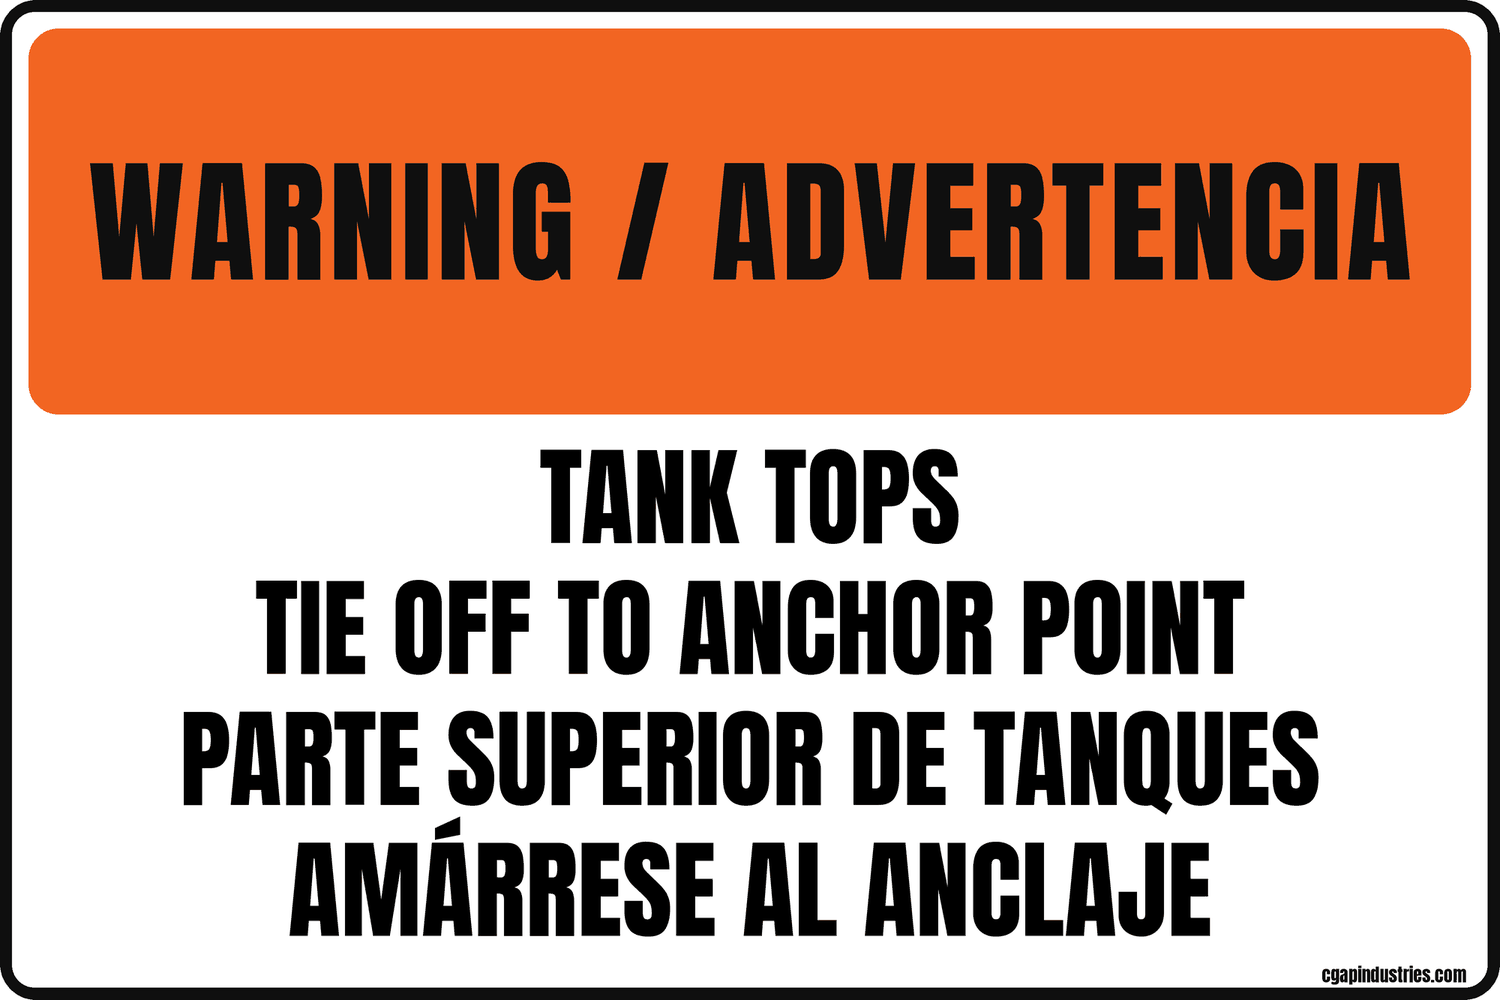 WARNING / ADVERTENCIA
TANK TOPS
TIE OFF TO ANCHOR POINT
PARTE SUPERIOR DE TANQUES
AMÁRRESE AL ANCLAJE
cgapindustries.com